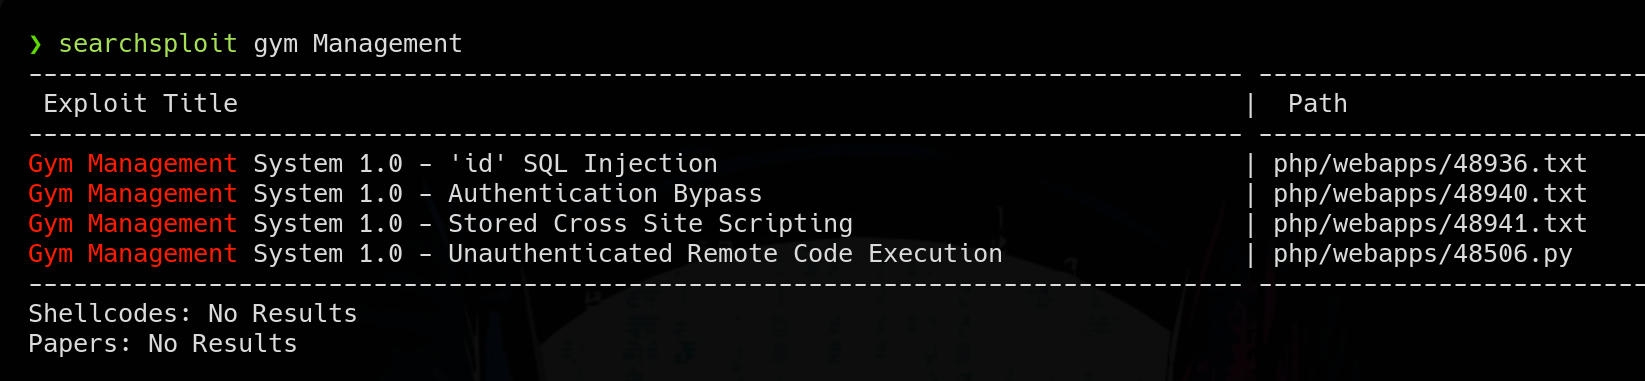 ❯ searchsploit gym Management
--------------------------------------------------------------------------------- --------------------------
 Exploit Title                                                                   |  Path
--------------------------------------------------------------------------------- --------------------------
Gym Management System 1.0 - 'id' SQL Injection                                   | php/webapps/48936.txt
Gym Management System 1.0 - Authentication Bypass                                | php/webapps/48940.txt
Gym Management System 1.0 - Stored Cross Site Scripting                          | php/webapps/48941.txt
Gym Management System 1.0 - Unauthenticated Remote Code Execution                | php/webapps/48506.py
--------------------------------------------------------------------------------- --------------------------
Shellcodes: No Results
Papers: No Results